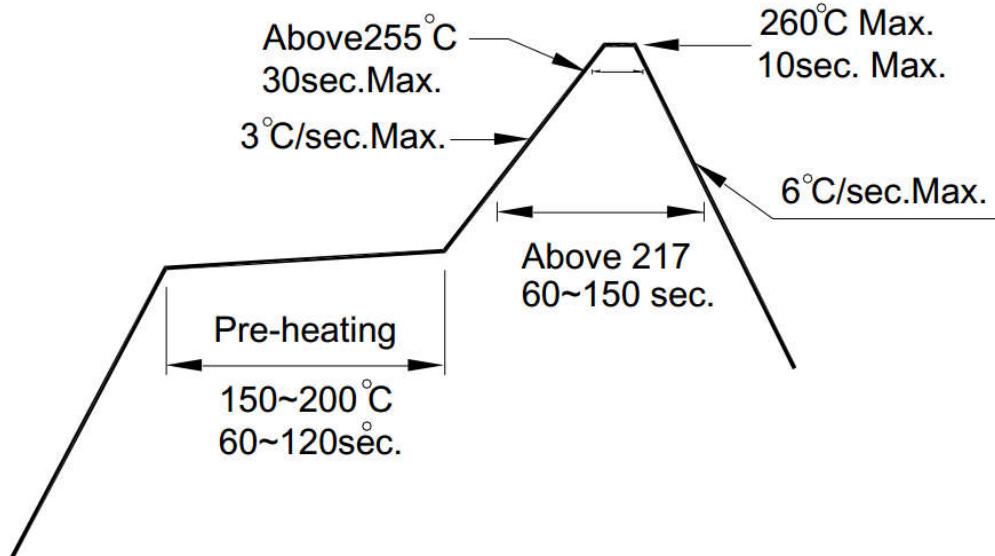 Above255°C
30sec.Max.
260°C Max.
10sec. Max.
3°C/sec.Max.
6°C/sec.Max.
Above 217
60~150 sec.
Pre-heating
150~200°C
60~120sec.